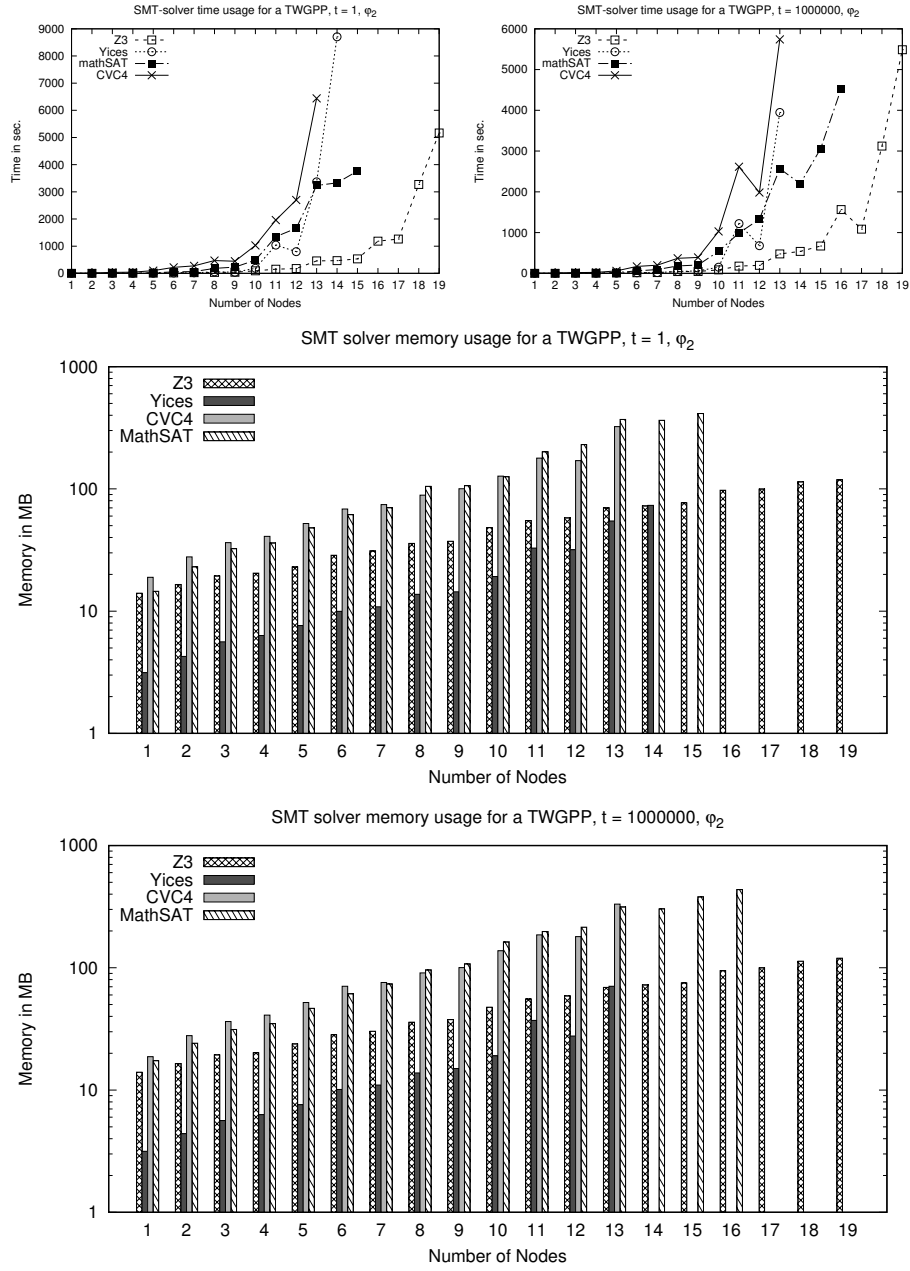 SMT-solver time usage for a TWGPP, t = 1, φ2
9000
8000
7000
6000
5000
4000
3000
2000
1000
0
Z3
Yices
mathSAT
CVC4
Time in sec.
1 2 3 4 5 6 7 8 9 10 11 12 13 14 15 16 17 18 19
Number of Nodes
SMT-solver time usage for a TWGPP, t = 1000000, φ2
6000
5000
4000
3000
2000
1000
0
Z3
Yices
mathSAT
CVC4
Time in sec.
1 2 3 4 5 6 7 8 9 10 11 12 13 14 15 16 17 18 19
Number of Nodes
SMT solver memory usage for a TWGPP, t = 1, φ2
1000
100
10
1
Z3
Yices
CVC4
MathSAT
Memory in MB
1 2 3 4 5 6 7 8 9 10 11 12 13 14 15 16 17 18 19
Number of Nodes
SMT solver memory usage for a TWGPP, t = 1000000, φ2
1000
100
10
1
Z3
Yices
CVC4
MathSAT
Memory in MB
1 2 3 4 5 6 7 8 9 10 11 12 13 14 15 16 17 18 19
Number of Nodes